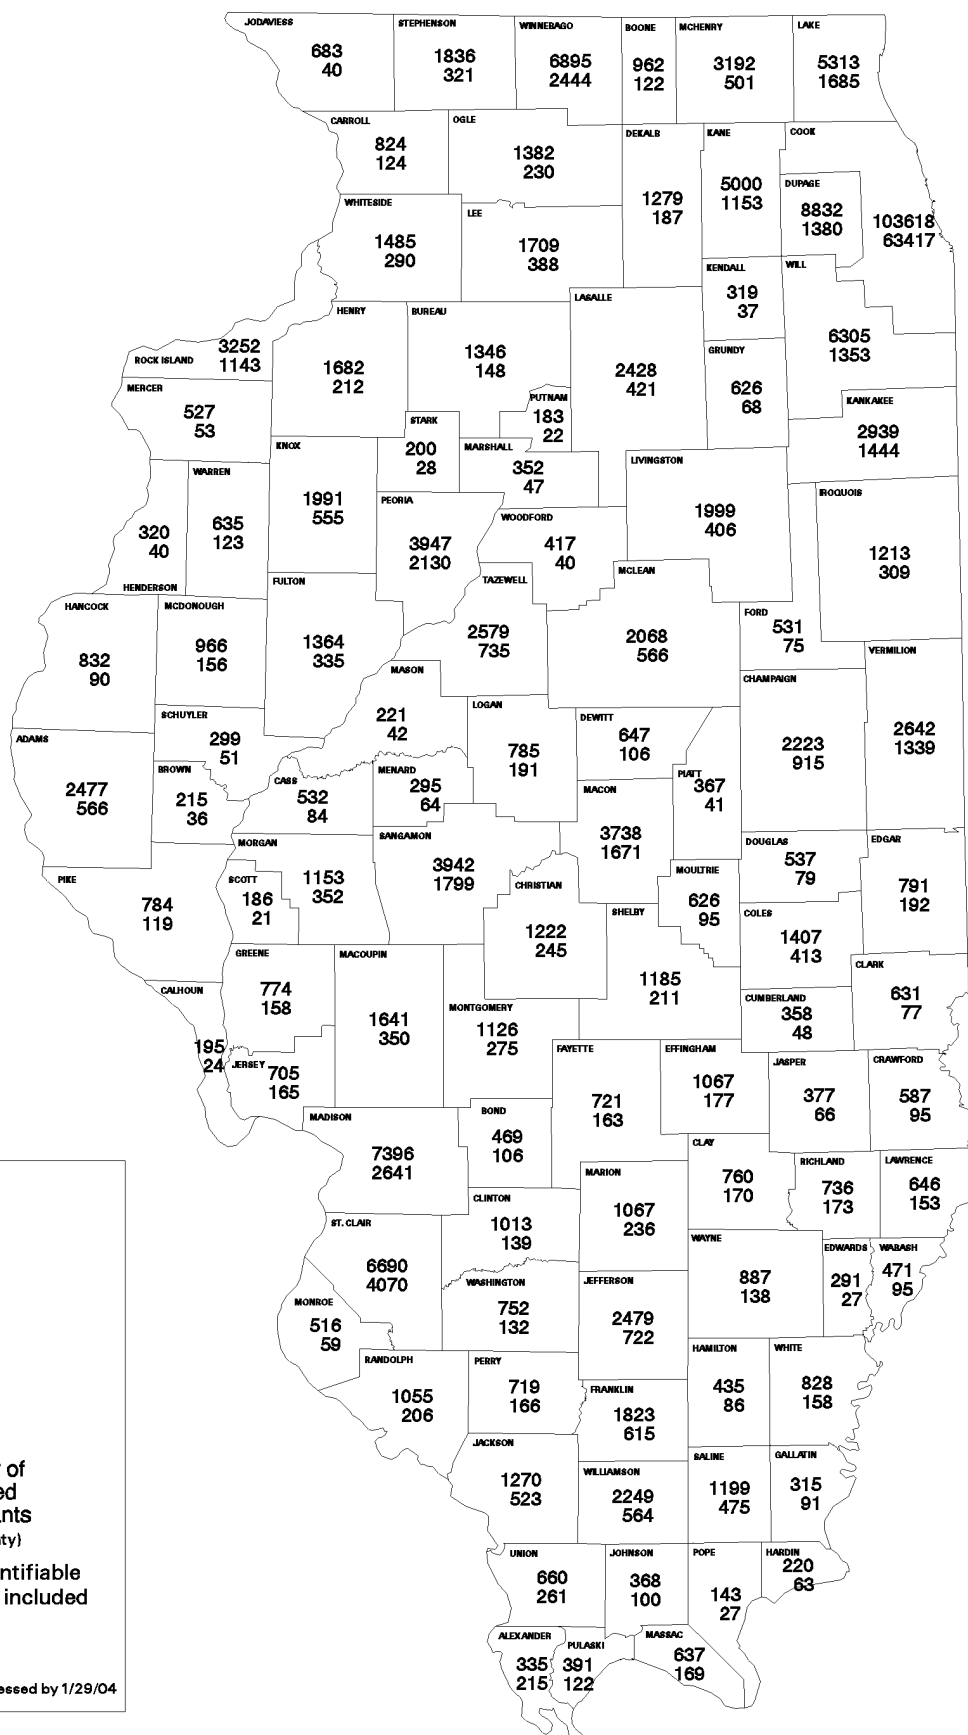 JODAVIESS
683
40
STEPHENSON
1836
321
WINNEBAGO
6895
2444
BOONE
962
122
MCHENRY
3192
501
LAKE
5313
1685
CARROLL
824
124
OGLE
1382
230
DEKALB
1279
187
KANE
5000
1153
COOK
103618
63417
DUPAGE
8832
1380
WHITESIDE
1485
290
LEE
1709
388
KENDALL
319
37
WILL
6305
1353
LASALLE
2428
421
HENRY
1682
212
BUREAU
1346
148
ROCK ISLAND
3252
1143
GRUNDY
626
68
MERCER
527
53
PUTNAM
183
22
KANKAKEE
2939
1444
STARK
200
28
KNOX
1991
555
MARSHALL
352
47
LIVINGSTON
1999
406
WARREN
635
123
320
40
HENDERSON
PEORIA
3947
2130
IROQUOIS
1213
309
WOODFORD
417
40
TAZEWELL
2579
735
MCLEAN
2068
566
FULTON
1364
335
HANCOCK
832
90
MCDONOUGH
966
156
FORD
531
75
VERMILION
2642
1339
MASON
221
42
CHAMPAIGN
2223
915
LOGAN
785
191
SCHUYLER
299
51
DEWITT
647
106
ADAMS
2477
566
BROWN
215
36
CASS
532
84
MENARD
295
64
PIATT
367
41
MACON
3738
1671
SANGAMON
3942
1799
MORGAN
1153
352
DOUGLAS
537
79
EDGAR
791
192
PIKE
784
119
SCOTT
186
21
CHRISTIAN
1222
245
MOULTRIE
626
95
SHELBY
1185
211
COLES
1407
413
GREENE
774
158
MACOUPIN
1641
350
CLARK
631
77
CALHOUN
195
24
MONTGOMERY
1126
275
CUMBERLAND
358
48
JERSEY
705
165
FAYETTE
721
163
EFFINGHAM
1067
177
JASPER
377
66
CRAWFORD
587
95
MADISON
7396
2641
BOND
469
106
CLAY
760
170
RICHLAND
736
173
LAWRENCE
646
153
MARION
1067
236
CLINTON
1013
139
ST. CLAIR
6690
4070
WAYNE
887
138
EDWARDS
291
27
WABASH
471
95
WASHINGTON
752
132
JEFFERSON
2479
722
MONROE
516
59
HAMILTON
435
86
WHITE
828
158
RANDOLPH
1055
206
PERRY
719
166
FRANKLIN
1823
615
JACKSON
1270
523
WILLIAMSON
2249
564
SALINE
1199
475
GALLATIN
315
91
UNION
660
261
JOHNSON
368
100
POPE
143
27
HARDIN
220
63
ALEXANDER
335
215
PULASKI
391
122
MASSAC
637
169
of
ed
nts
ty)
ntifiable
included
essed by 1/29/04